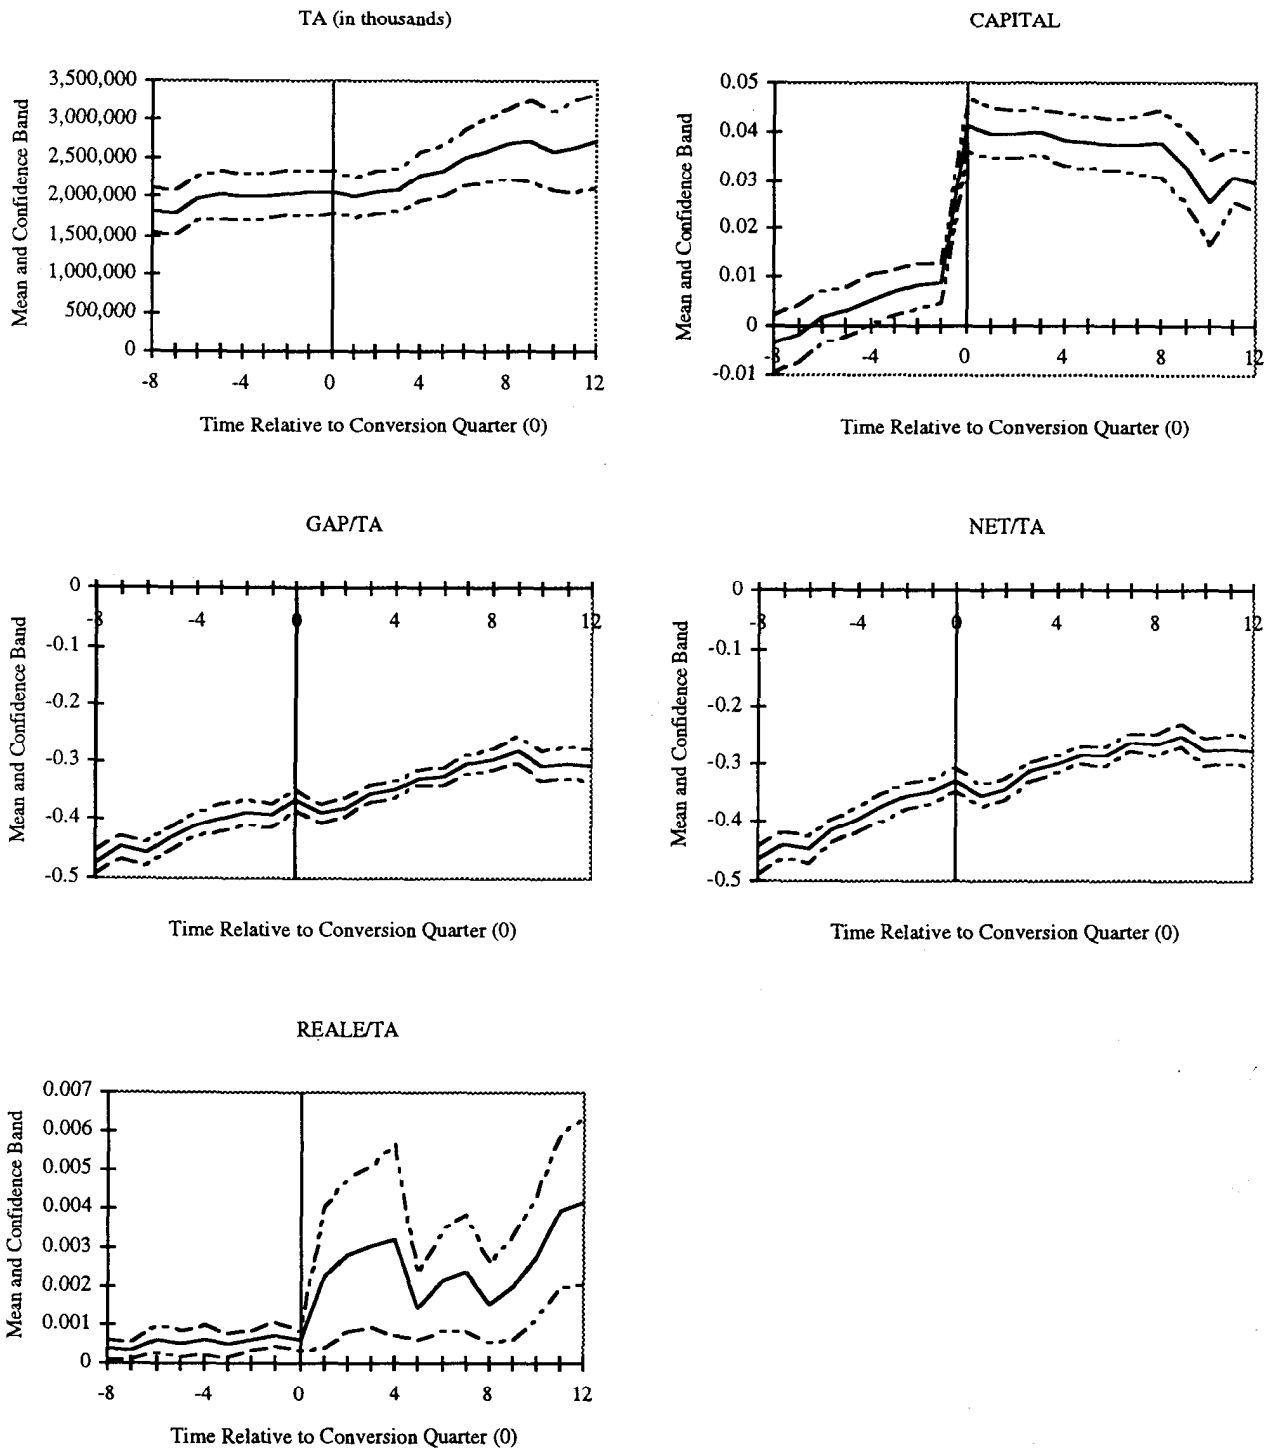 TA (in thousands)
3,500,000
3,000,000
2,500,000
2,000,000
1,500,000
1,000,000
500,000
0
-8 -4 0 4 8 12
Mean and Confidence Band
Time Relative to Conversion Quarter (0)
CAPITAL
0.05
0.04
0.03
0.02
0.01
0
-0.01
-8 -4 0 4 8 12
Mean and Confidence Band
Time Relative to Conversion Quarter (0)
GAP/TA
0
-8 -4 0 4 8 12
-0.1
-0.2
-0.3
-0.4
-0.5
Mean and Confidence Band
Time Relative to Conversion Quarter (0)
NET/TA
0
-8 -4 0 4 8 12
-0.1
-0.2
-0.3
-0.4
-0.5
Mean and Confidence Band
Time Relative to Conversion Quarter (0)
REALE/TA
0.007
0.006
0.005
0.004
0.003
0.002
0.001
0
-8 -4 0 4 8 12
Mean and Confidence Band
Time Relative to Conversion Quarter (0)